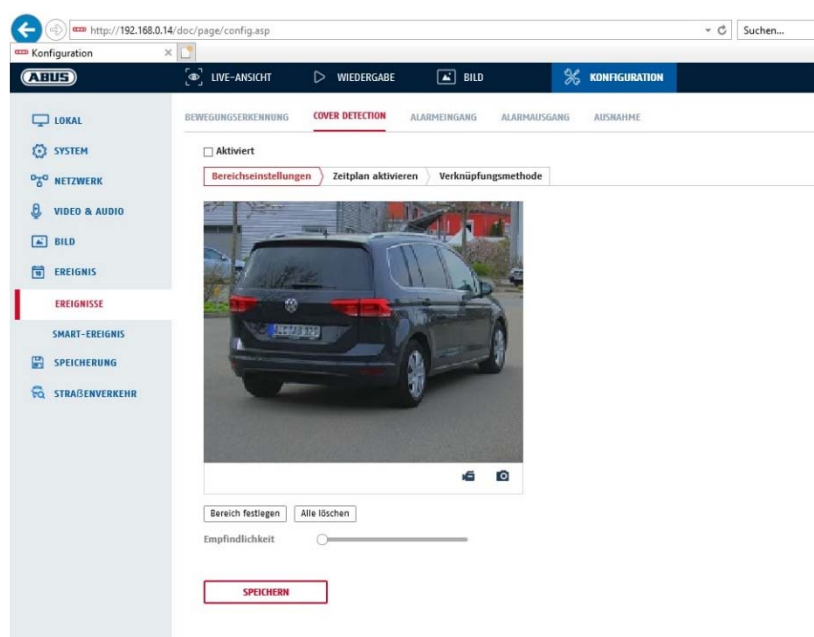 http://192.168.0.14/doc/page/config.asp
Suchen...
Konfiguration
ABUS
LIVE-ANSICHT
WIEDERGABE
BILD
KONFIGURATION
LOKAL
SYSTEM
NETZWERK
VIDEO & AUDIO
BILD
EREIGNIS
EREIGNISSE
SMART-EREIGNIS
SPEICHERUNG
STRAßENVERKEHR
BEWEGUNGSERKENNUNG
COVER DETECTION
ALARMEINGANG
ALARMAUSGANG
AUSNAHME
Aktiviert
Bereichseinstellungen
Zeitplan aktivieren
Verknüpfungsmethode
Bereich festlegen
Alle löschen
Empfindlichkeit
SPEICHERN